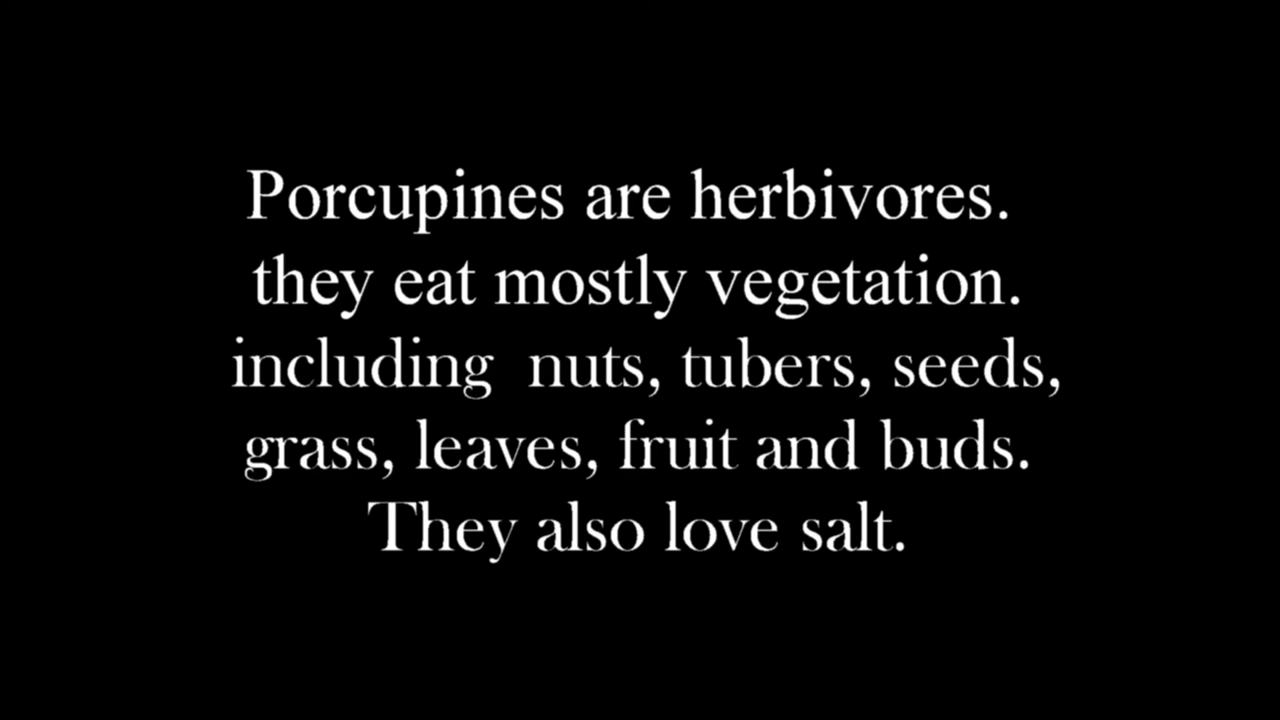 Porcupines are herbivores.
they eat mostly vegetation.
including  nuts, tubers, seeds,
grass, leaves, fruit and buds.
They also love salt.